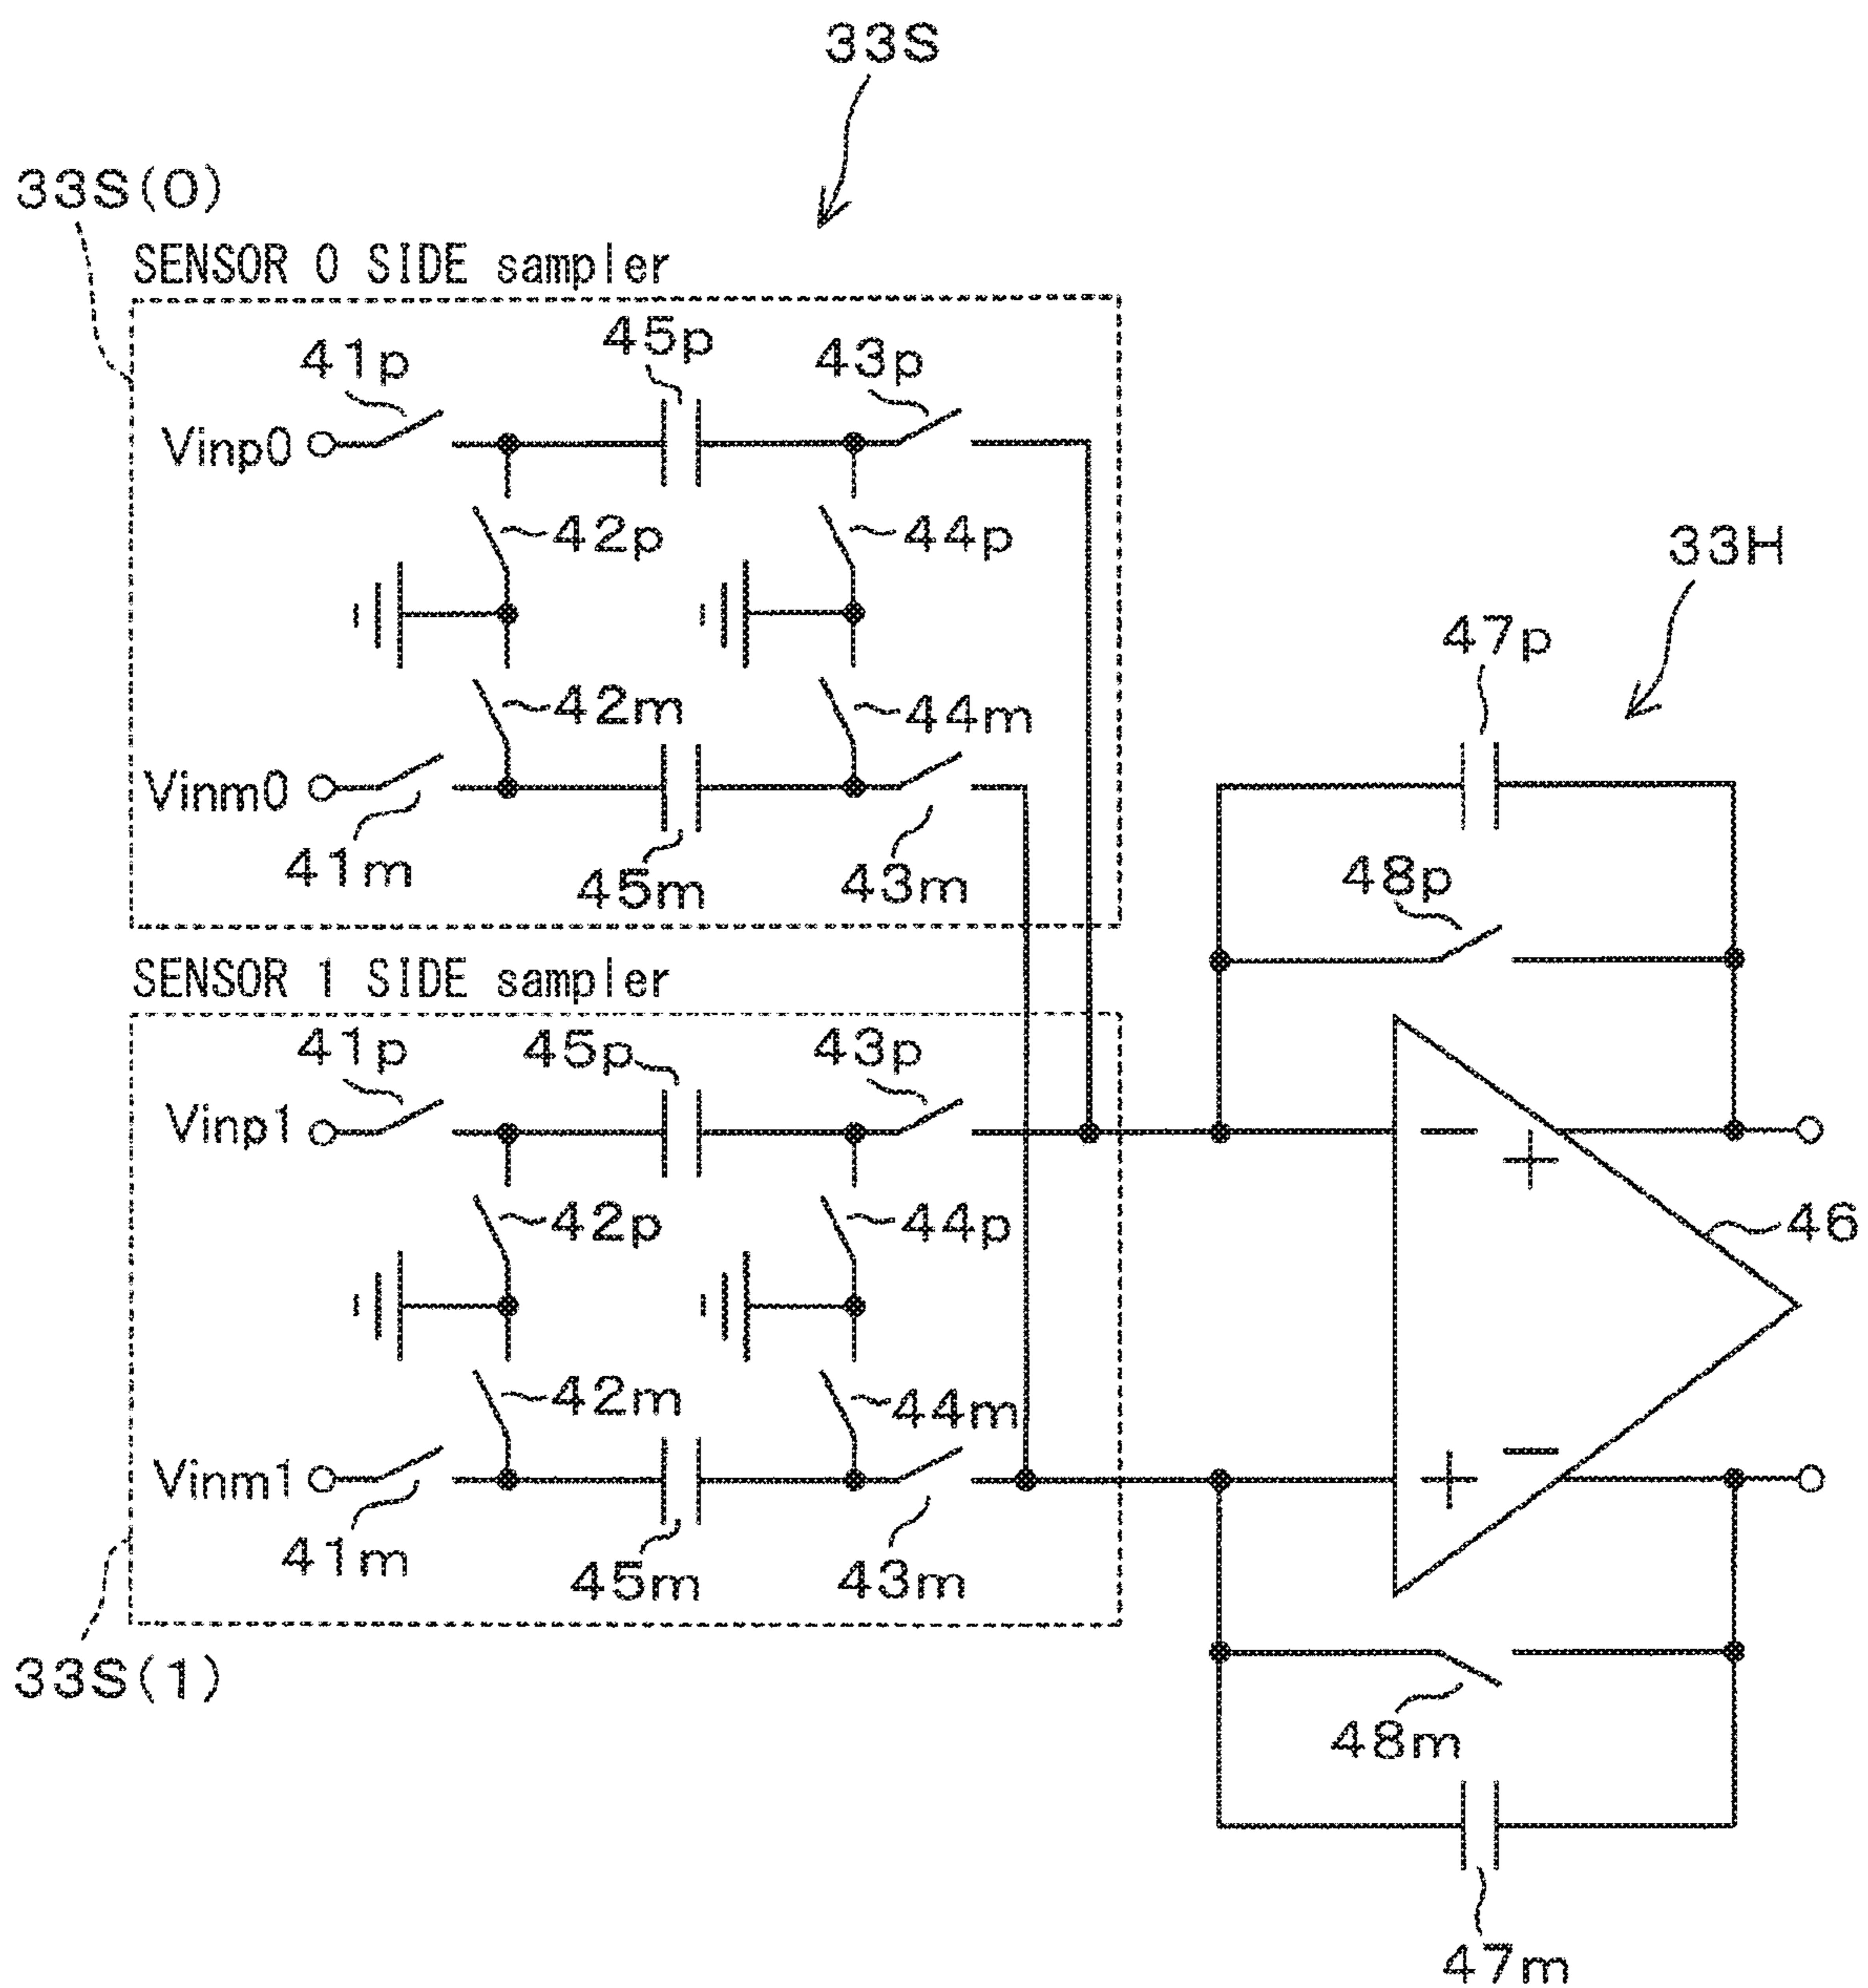 33S
33S(0)
SENSOR 0 SIDE sampler
41p
45p
43p
Vinp0
42p
44p
42m
44m
Vinm0
41m
45m
43m
33H
47p
48p
SENSOR 1 SIDE sampler
41p
45p
43p
Vinp1
42p
44p
42m
44m
Vinm1
41m
45m
43m
33S(1)
− +
46
+ −
48m
47m